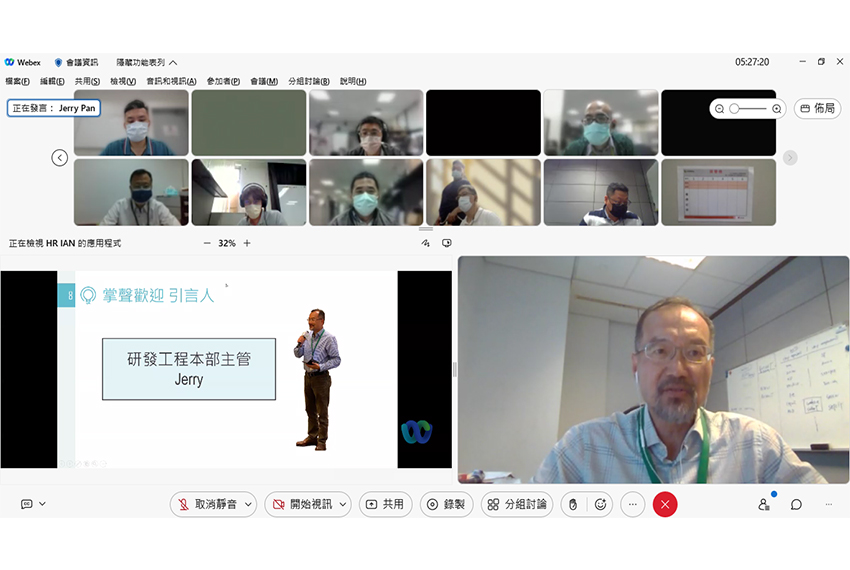 Webex 會議資訊 隱藏功能表列 05:27:20
檔案(F) 編輯(E) 共用(S) 檢視(V) 音訊和視訊(A) 參加者(P) 會議(M) 分組討論(B) 說明(H)
正在發言： Jerry Pan
佈局
正在檢視 HR IAN 的應用程式 32%
8 掌聲歡迎 引言人
研發工程本部主管
Jerry
取消靜音 開始視訊 共用 錄製 分組討論